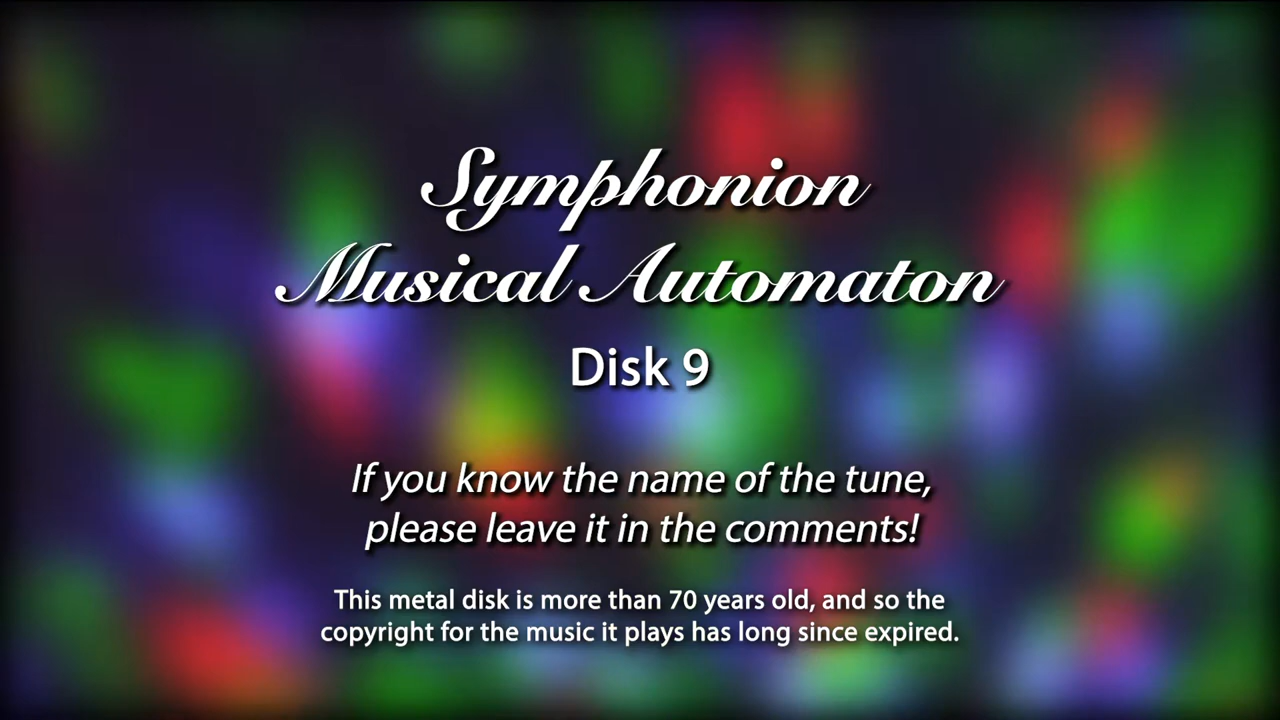 Symphonion
Musical Automaton
Disk 9
If you know the name of the tune,
please leave it in the comments!
This metal disk is more than 70 years old, and so the
copyright for the music it plays has long since expired.